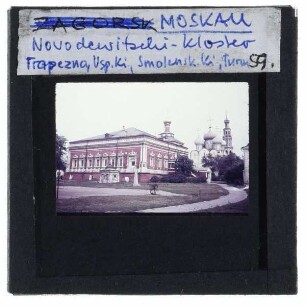 ZAGORSK MOSKAU
Novodewitschi-Kloster
Trapezna, Usp. Ki, Smolensk. Ki, Turm 59.